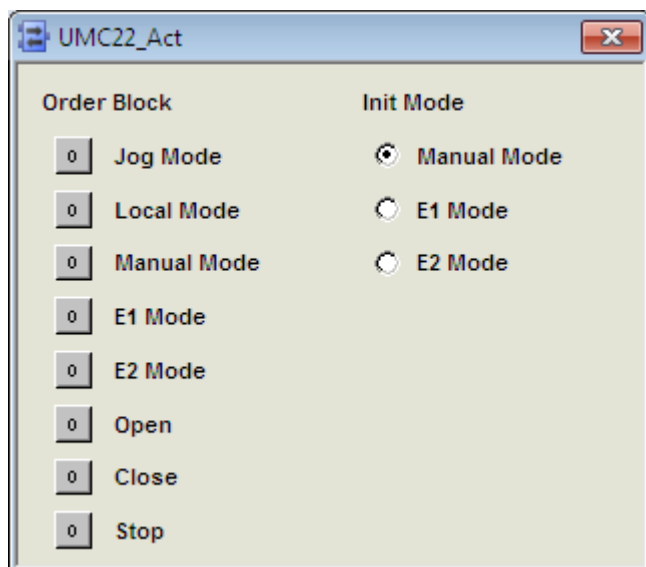 UMC22_Act
Order Block Init Mode
0 Jog Mode Manual Mode
0 Local Mode E1 Mode
0 Manual Mode E2 Mode
0 E1 Mode
0 E2 Mode
0 Open
0 Close
0 Stop